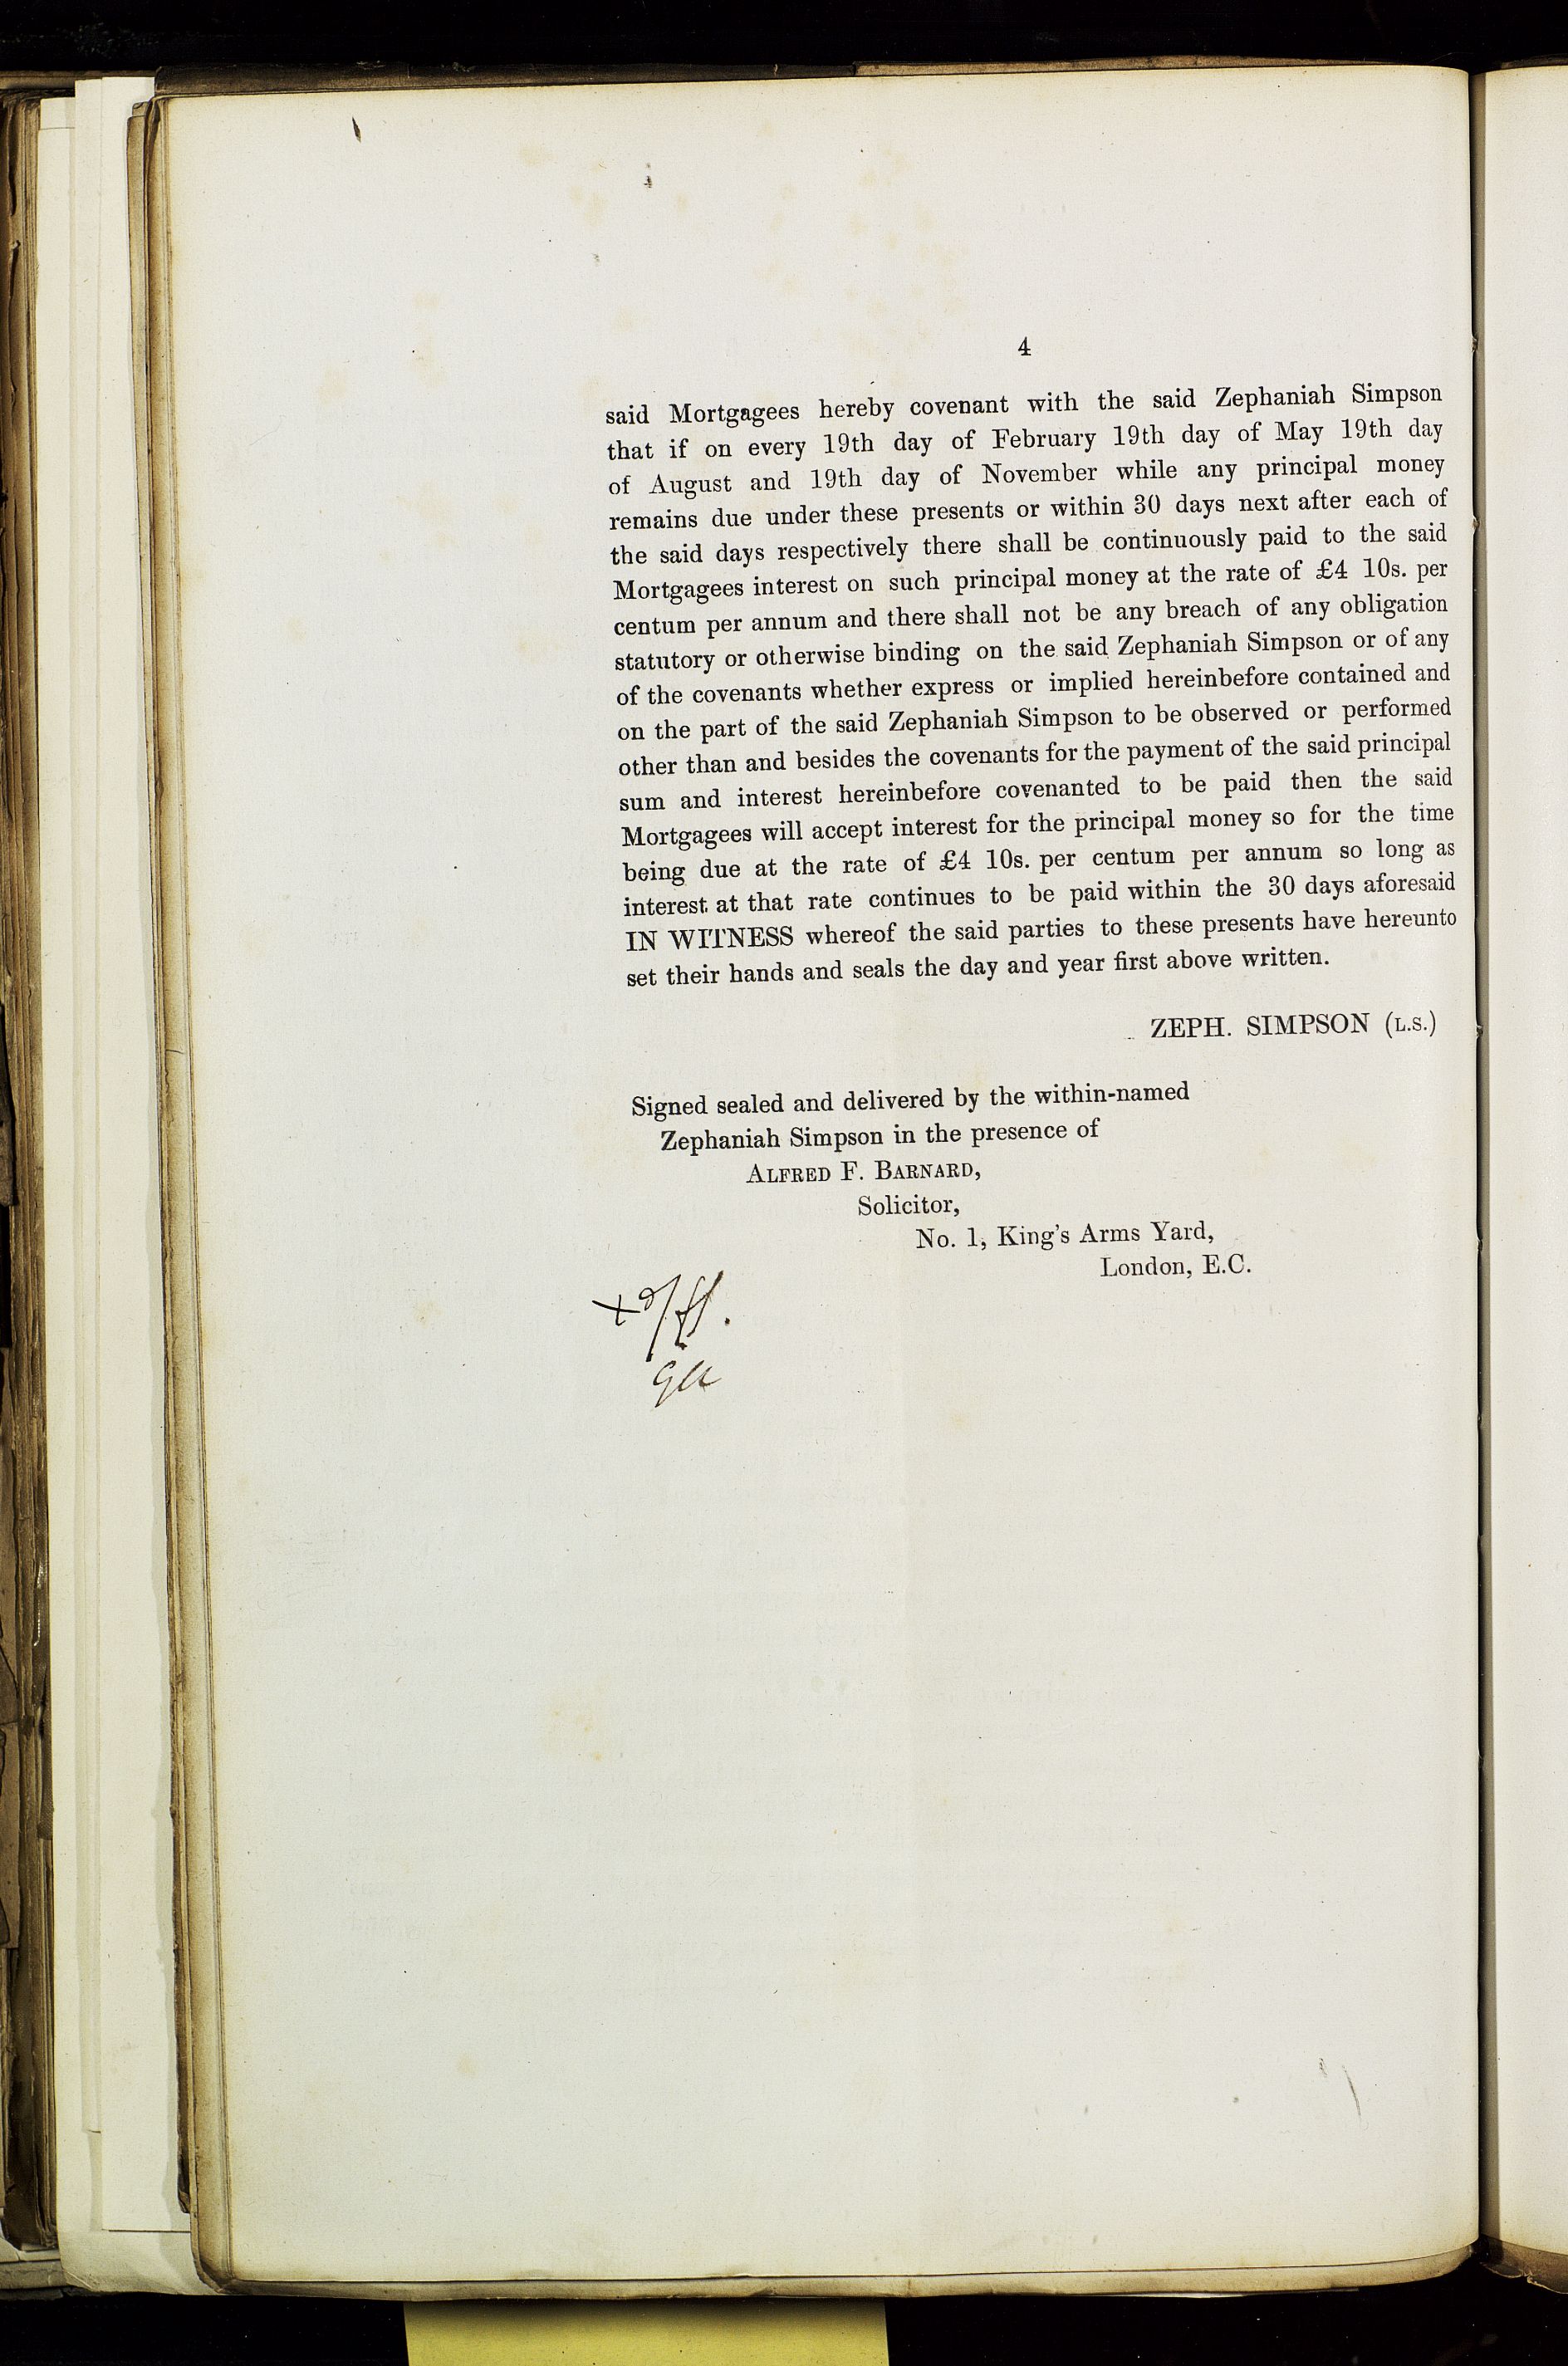 4
said Mortgagees hereby covenant with the said Zephaniah Simpson
that if on every 19th day of February 19th day of May 19th day
of August and 19th day of November while any principal money
remains due under these presents or within 30 days next after each of
the said days respectively there shall be continuously paid to the said
Mortgagees interest on such principal money at the rate of £4 10s. per
centum per annum and there shall not be any breach of any obligation
statutory or otherwise binding on the said Zephaniah Simpson or of any
of the covenants whether express or implied hereinbefore contained and
on the part of the said Zephaniah Simpson to be observed or performed
other than and besides the covenants for the payment of the said principal
sum and interest hereinbefore covenanted to be paid then the said
Mortgagees will accept interest for the principal money so for the time
being due at the rate of £4 10s. per centum per annum so long as
interest at that rate continues to be paid within the 30 days aforesaid
IN WITNESS whereof the said parties to these presents have hereunto
set their hands and seals the day and year first above written.
ZEPH. SIMPSON (L.S.)
Signed sealed and delivered by the within-named
Zephaniah Simpson in the presence of
ALFRED F. BARNARD,
Solicitor,
No. 1, King's Arms Yard,
London, E.C.